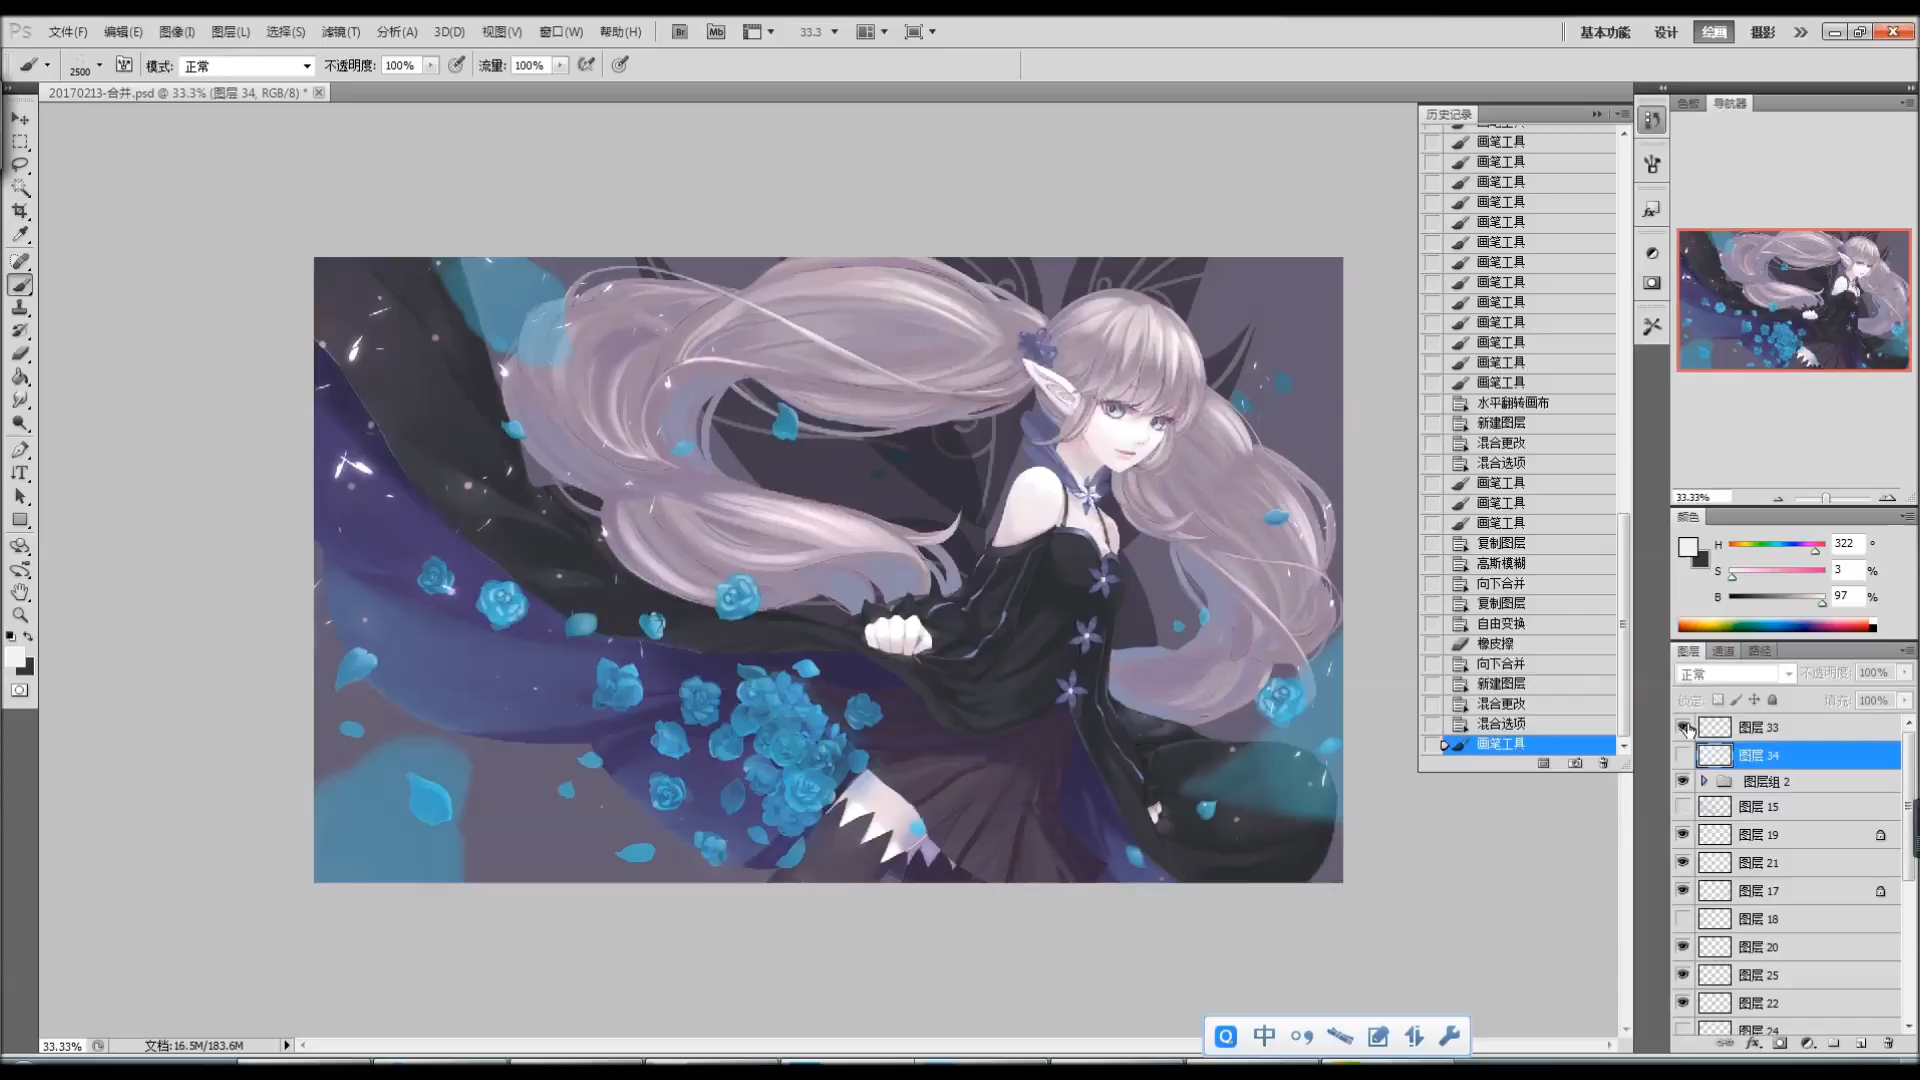 Ps 文件(F) 编辑(E) 图像(I) 图层(L) 选择(S) 滤镜(T) 分析(A) 3D(D) 视图(V) 窗口(W) 帮助(H) Br Mb 33.3 基本功能 设计 绘画 摄影
2500 模式: 正常 不透明度: 100% 流量: 100%
20170213-合并.psd @ 33.3% (图层 34, RGB/8) *
历史记录
画笔工具
画笔工具
画笔工具
画笔工具
画笔工具
画笔工具
画笔工具
画笔工具
画笔工具
画笔工具
画笔工具
画笔工具
画笔工具
水平翻转画布
新建图层
混合更改
混合选项
画笔工具
画笔工具
画笔工具
复制图层
高斯模糊
向下合并
复制图层
自由变换
橡皮擦
向下合并
新建图层
混合更改
混合选项
画笔工具
色板 导航器
33.33%
颜色
H 322 °
S 3 %
B 97 %
图层 通道 路径
正常 不透明度: 100%
锁定: 填充: 100%
图层 33
图层 34
图层组 2
图层 15
图层 19
图层 21
图层 17
图层 18
图层 20
图层 25
图层 22
图层 24
33.33% 文档:16.5M/183.6M
中